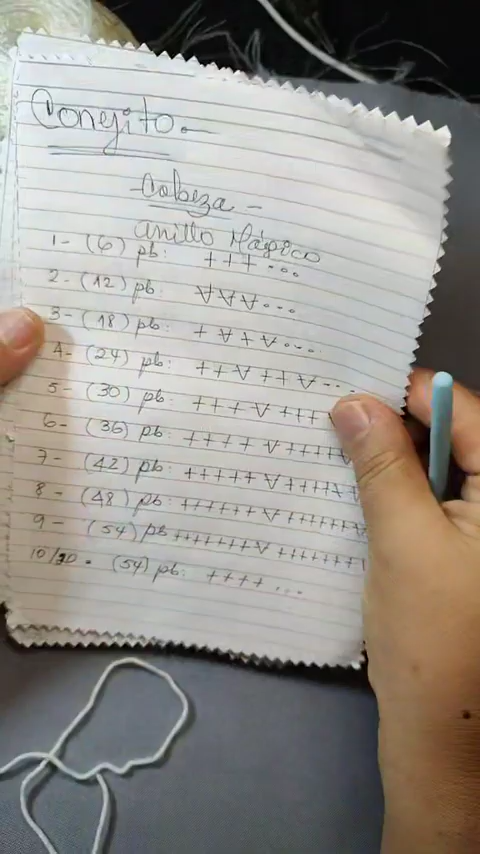 Conejito.
Cabeza -
anillo Mágico
1- (6) pb: +++...
2- (12) pb: VVV...
3- (18) pb: +V+V...
4- (24) pb: ++V++V...
5- (30) pb: +++V+++
6- (36) pb: ++++V++++V
7- (42) pb: +++++V+++++
8- (48) pb: ++++++V++++++
9- (54) pb +++++++V+++++++
10/20. (54) pb: ++++...